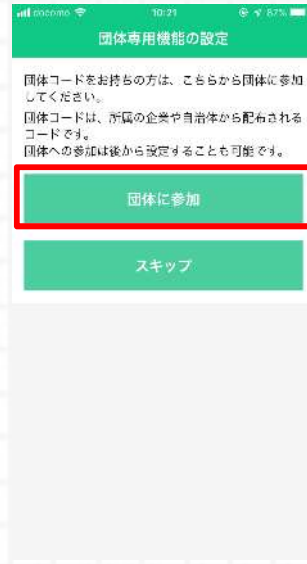 docomo 10:21 87%
団体専用機能の設定
団体コードをお持ちの方は、こちらから団体に参加
してください。
団体コードは、所属の企業や自治体から配布される
コードです。
団体への参加は後から設定することも可能です。
団体に参加
スキップ